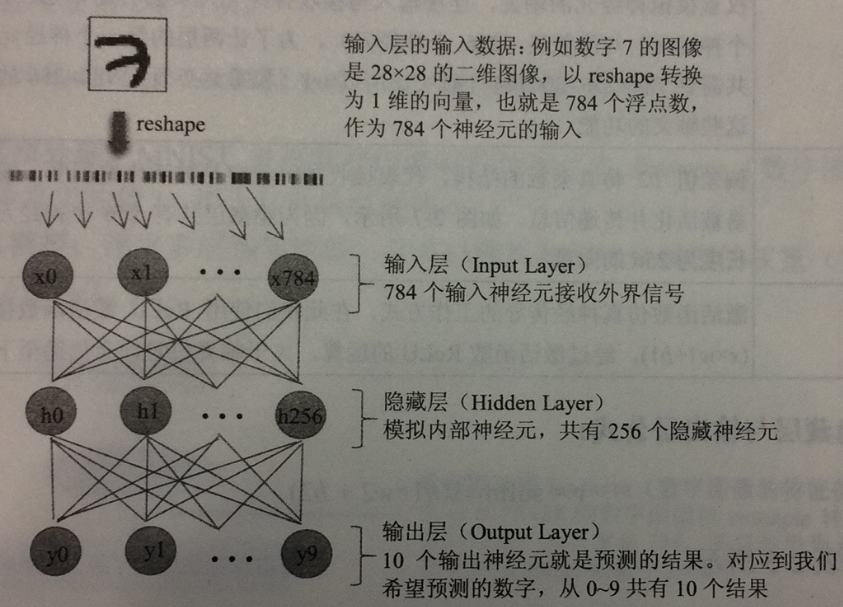 输入层的输入数据：例如数字 7 的图像
是 28×28 的二维图像，以 reshape 转换
为 1 维的向量，也就是 784 个浮点数，
作为 784 个神经元的输入
7
reshape
x0 x1 ··· x784
输入层（Input Layer）
784 个输入神经元接收外界信号
h0 h1 ··· h256
隐藏层（Hidden Layer）
模拟内部神经元，共有 256 个隐藏神经元
y0 y1 ··· y9
输出层（Output Layer）
10 个输出神经元就是预测的结果。对应到我们
希望预测的数字，从 0~9 共有 10 个结果